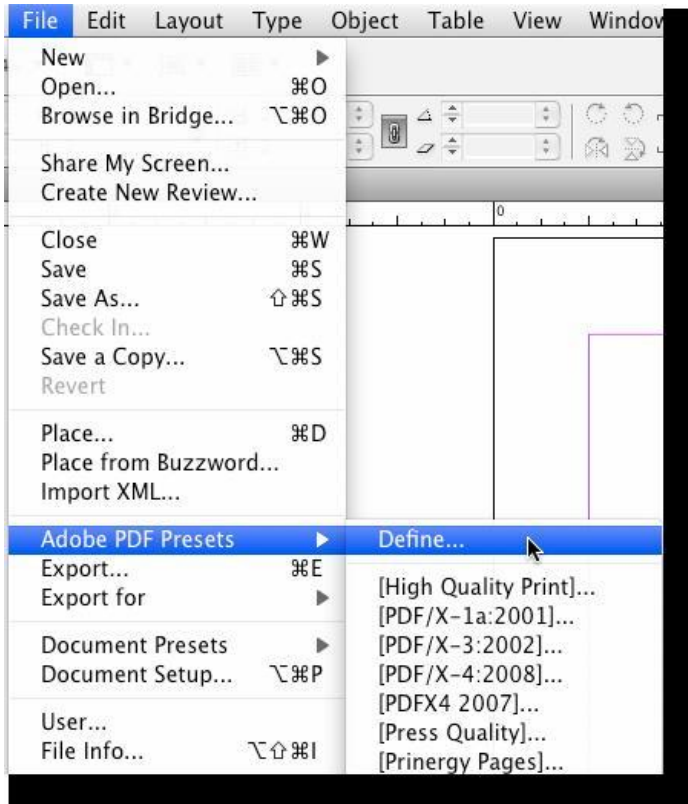 File Edit Layout Type Object Table View Window
New
Open... ⌘O
Browse in Bridge... ⌥⌘O
Share My Screen...
Create New Review...
0
Close ⌘W
Save ⌘S
Save As... ⇧⌘S
Check In...
Save a Copy... ⌥⌘S
Revert
Place... ⌘D
Place from Buzzword...
Import XML...
Adobe PDF Presets
Export... ⌘E
Export for
Document Presets
Document Setup... ⌥⌘P
User...
File Info... ⌥⇧⌘I
Define...
[High Quality Print]...
[PDF/X-1a:2001]...
[PDF/X-3:2002]...
[PDF/X-4:2008]...
[PDFX4 2007]...
[Press Quality]...
[Prinergy Pages]...